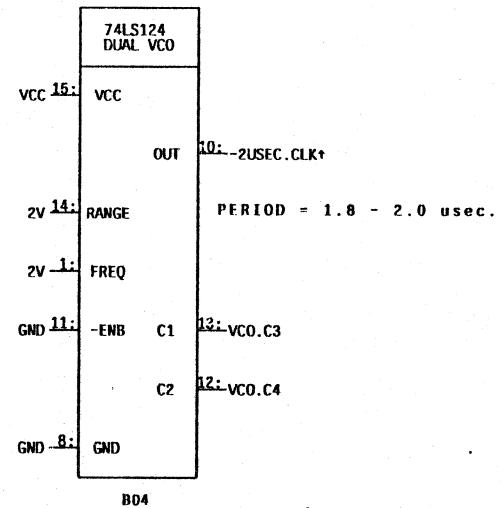 74LS124
DUAL VCO
VCC 15: VCC
OUT 10: -2USEC.CLK↑
2V 14: RANGE
PERIOD = 1.8 - 2.0 usec.
2V 1: FREQ
GND 11: -ENB C1 13: VCO.C3
C2 12: VCO.C4
GND 8: GND
B04